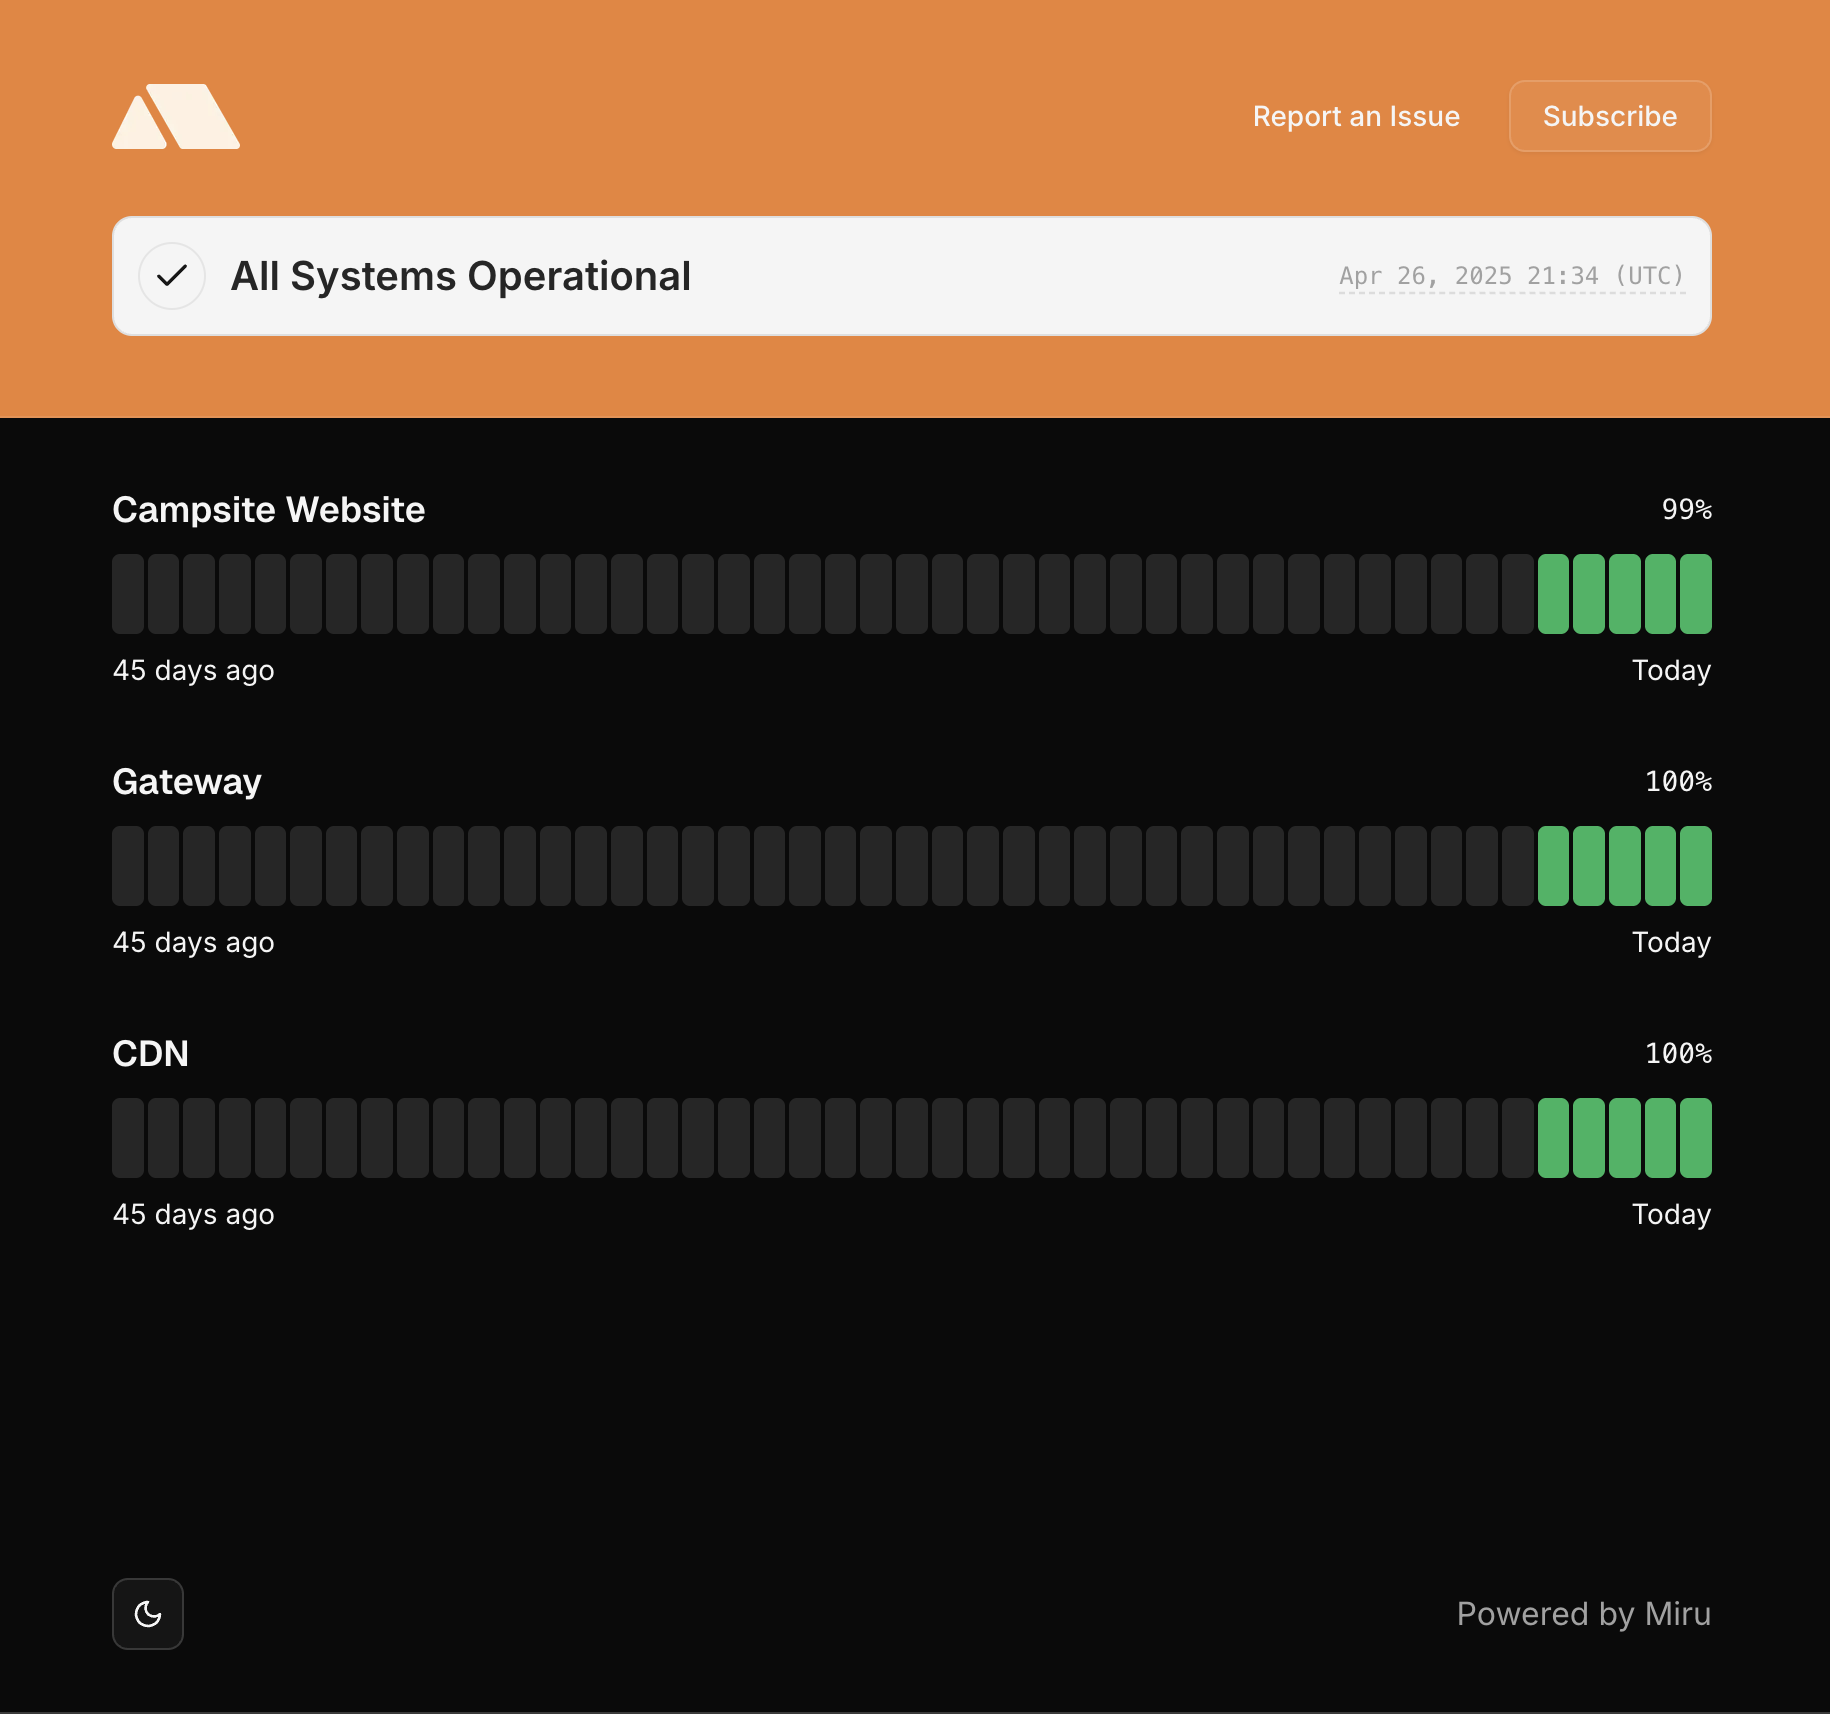 Report an Issue
Subscribe
All Systems Operational
Apr 26, 2025 21:34 (UTC)
Campsite Website
99%
45 days ago
Today
Gateway
100%
45 days ago
Today
CDN
100%
45 days ago
Today
Powered by Miru